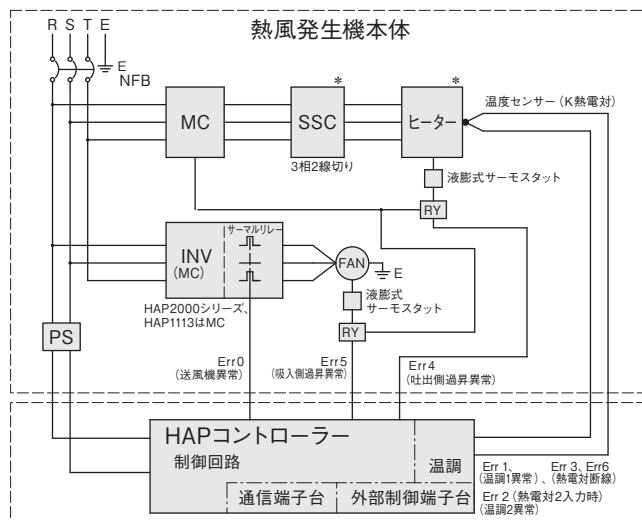 熱風発生機本体
R S T E
E
NFB
MC
*
SSC
3相2線切り
*
ヒーター
温度センサー(K熱電対)
液膨式サーモスタット
RY
INV
(MC)
サーマルリレー
FAN
E
HAP2000シリーズ、
HAP1113はMC
液膨式
サーモスタット
RY
PS
Err0
(送風機異常)
Err5
(吸入側過昇異常)
Err4
(吐出側過昇異常)
HAPコントローラー
制御回路
温調
通信端子台
外部制御端子台
Err 1、
(温調1異常)、
Err 3、Err6
(熱電対断線)
Err 2(熱電対2入力時)
(温調2異常)